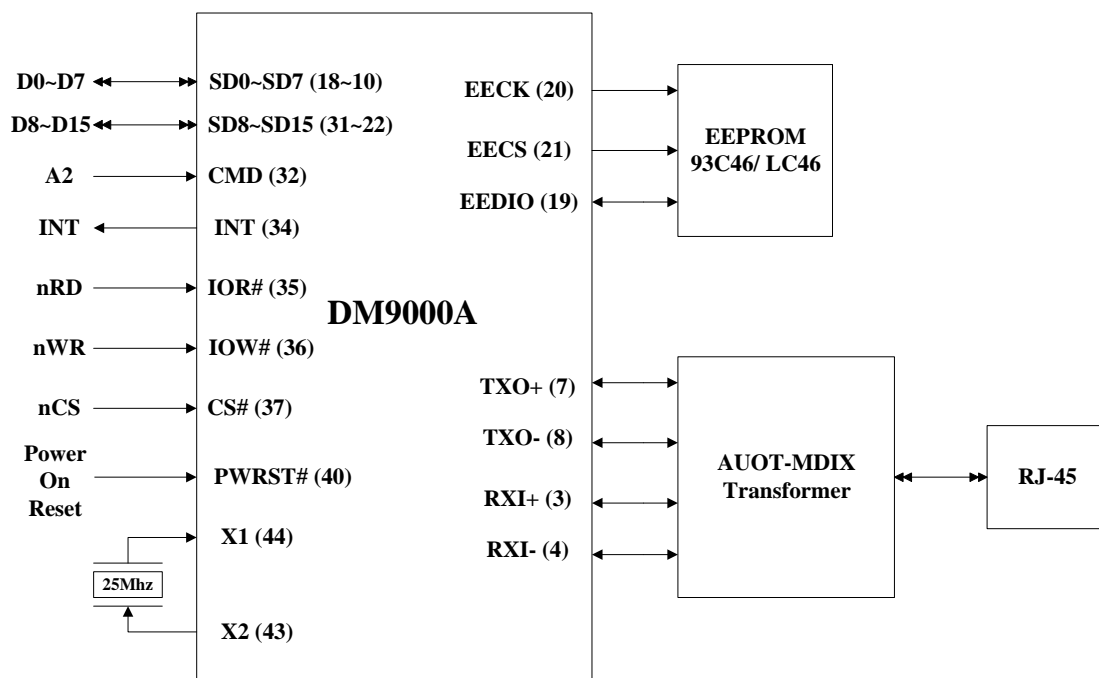 D0~D7
SD0~SD7 (18~10)
D8~D15
SD8~SD15 (31~22)
A2
CMD (32)
INT
INT (34)
nRD
IOR# (35)
nWR
IOW# (36)
nCS
CS# (37)
Power
On
Reset
PWRST# (40)
X1 (44)
25Mhz
X2 (43)
DM9000A
EECK (20)
EECS (21)
EEDIO (19)
EEPROM
93C46/ LC46
TXO+ (7)
TXO- (8)
RXI+ (3)
RXI- (4)
AUOT-MDIX
Transformer
RJ-45